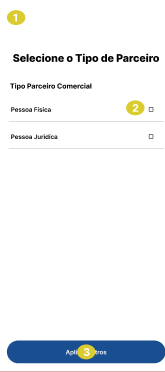 1
Selecione o Tipo de Parceiro
Tipo Parceiro Comercial
Pessoa Física
2
Pessoa Jurídica
3